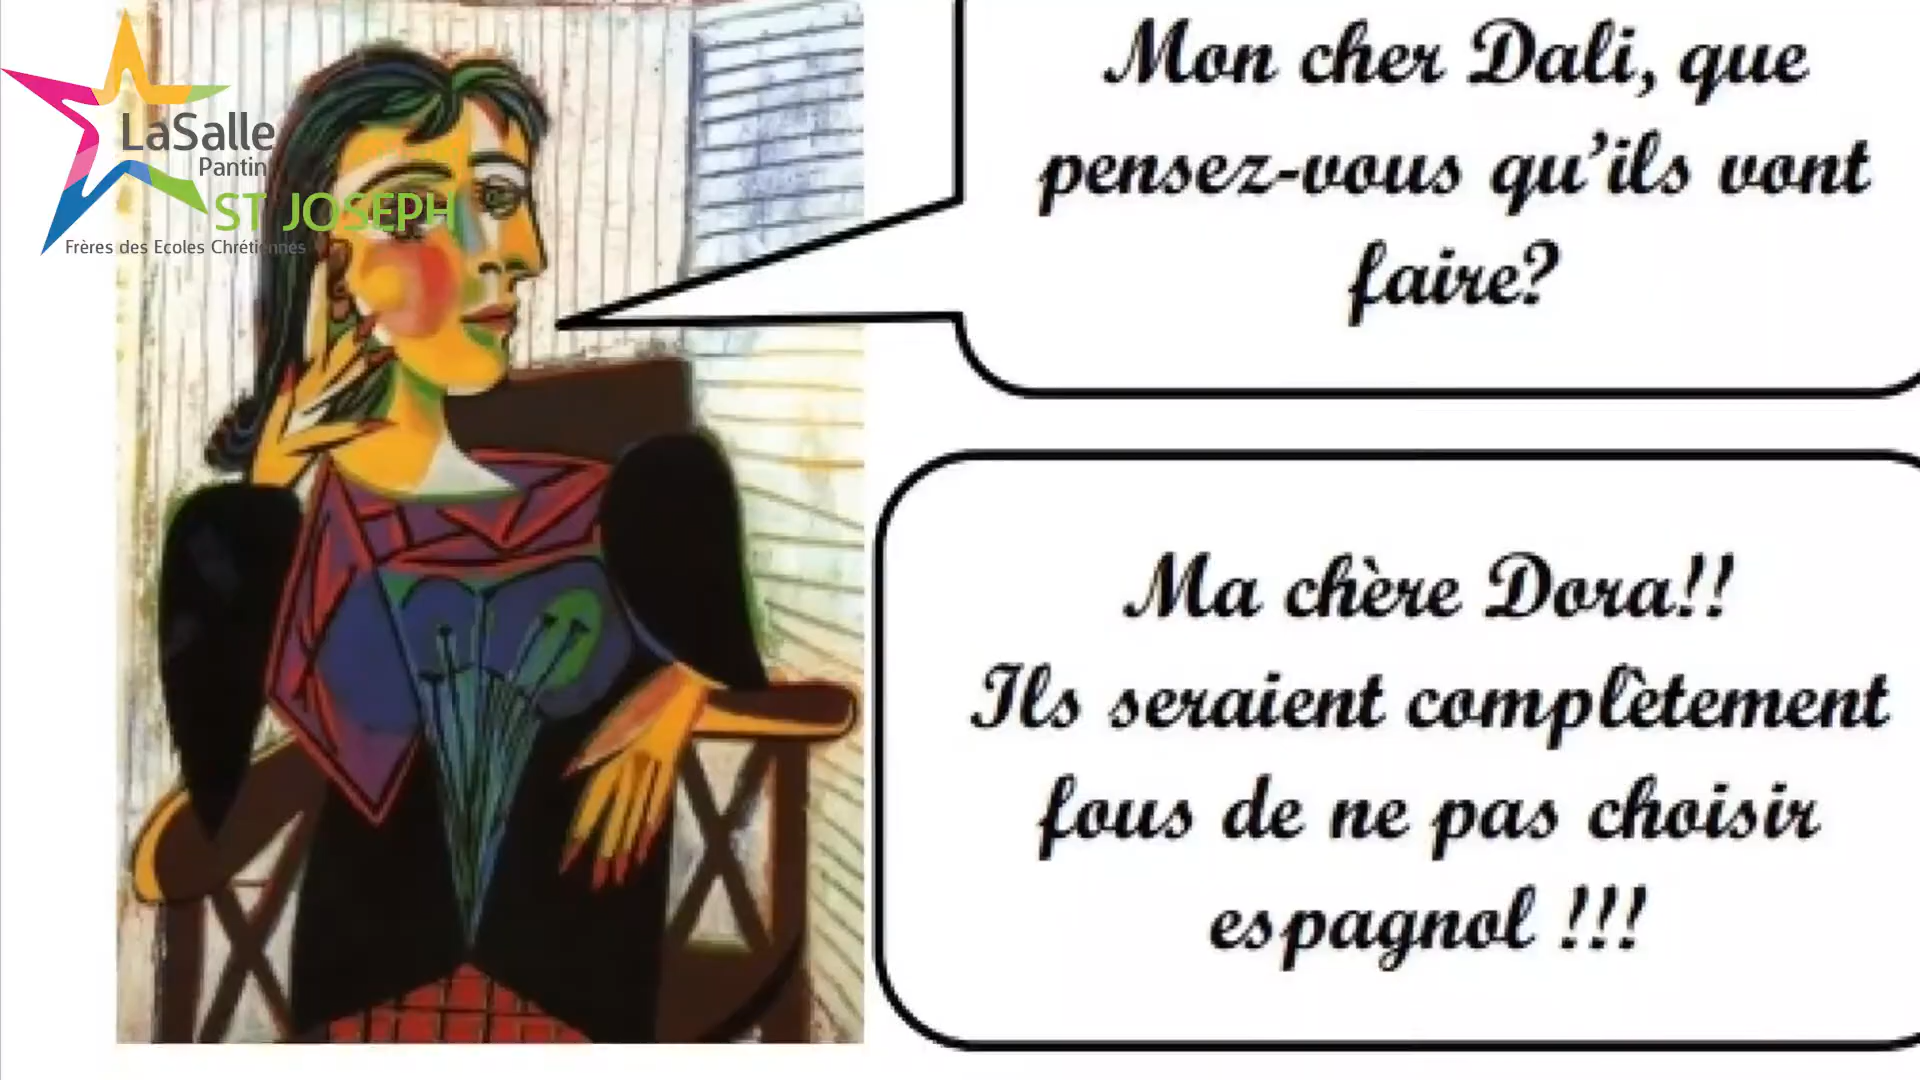 LaSalle
Pantin
ST JOSEPH
Frères des Ecoles Chrétiennes
Mon cher Dali, que
pensez-vous qu'ils vont
faire?
Ma chère Dora!!
Ils seraient complètement
fous de ne pas choisir
espagnol !!!